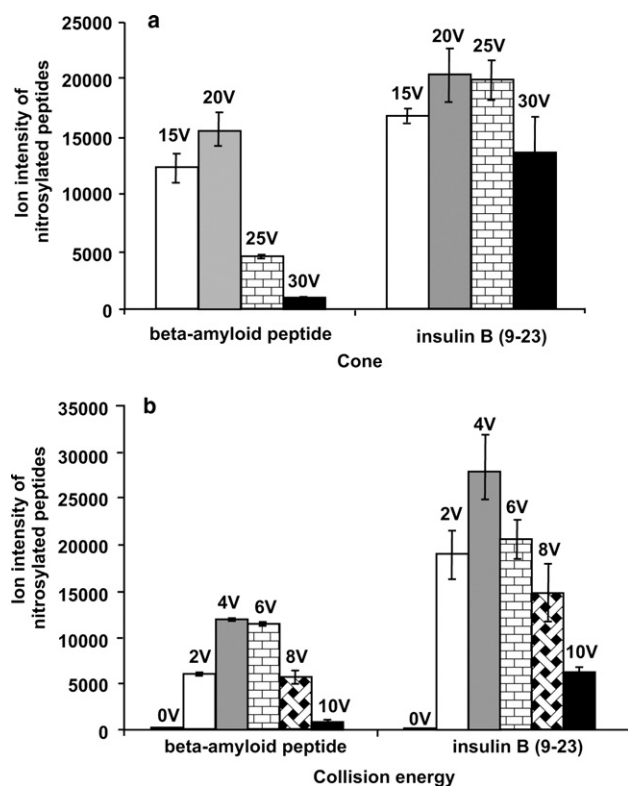 a
Ion intensity of
nitrosylated peptides
25000
20000
15000
10000
5000
0
15V
20V
25V
30V
15V
20V
25V
30V
beta-amyloid peptide
insulin B (9-23)
Cone
b
Ion intensity of
nitrosylated peptides
35000
30000
25000
20000
15000
10000
5000
0
0V
2V
4V
6V
8V
10V
0V
2V
4V
6V
8V
10V
beta-amyloid peptide
insulin B (9-23)
Collision energy